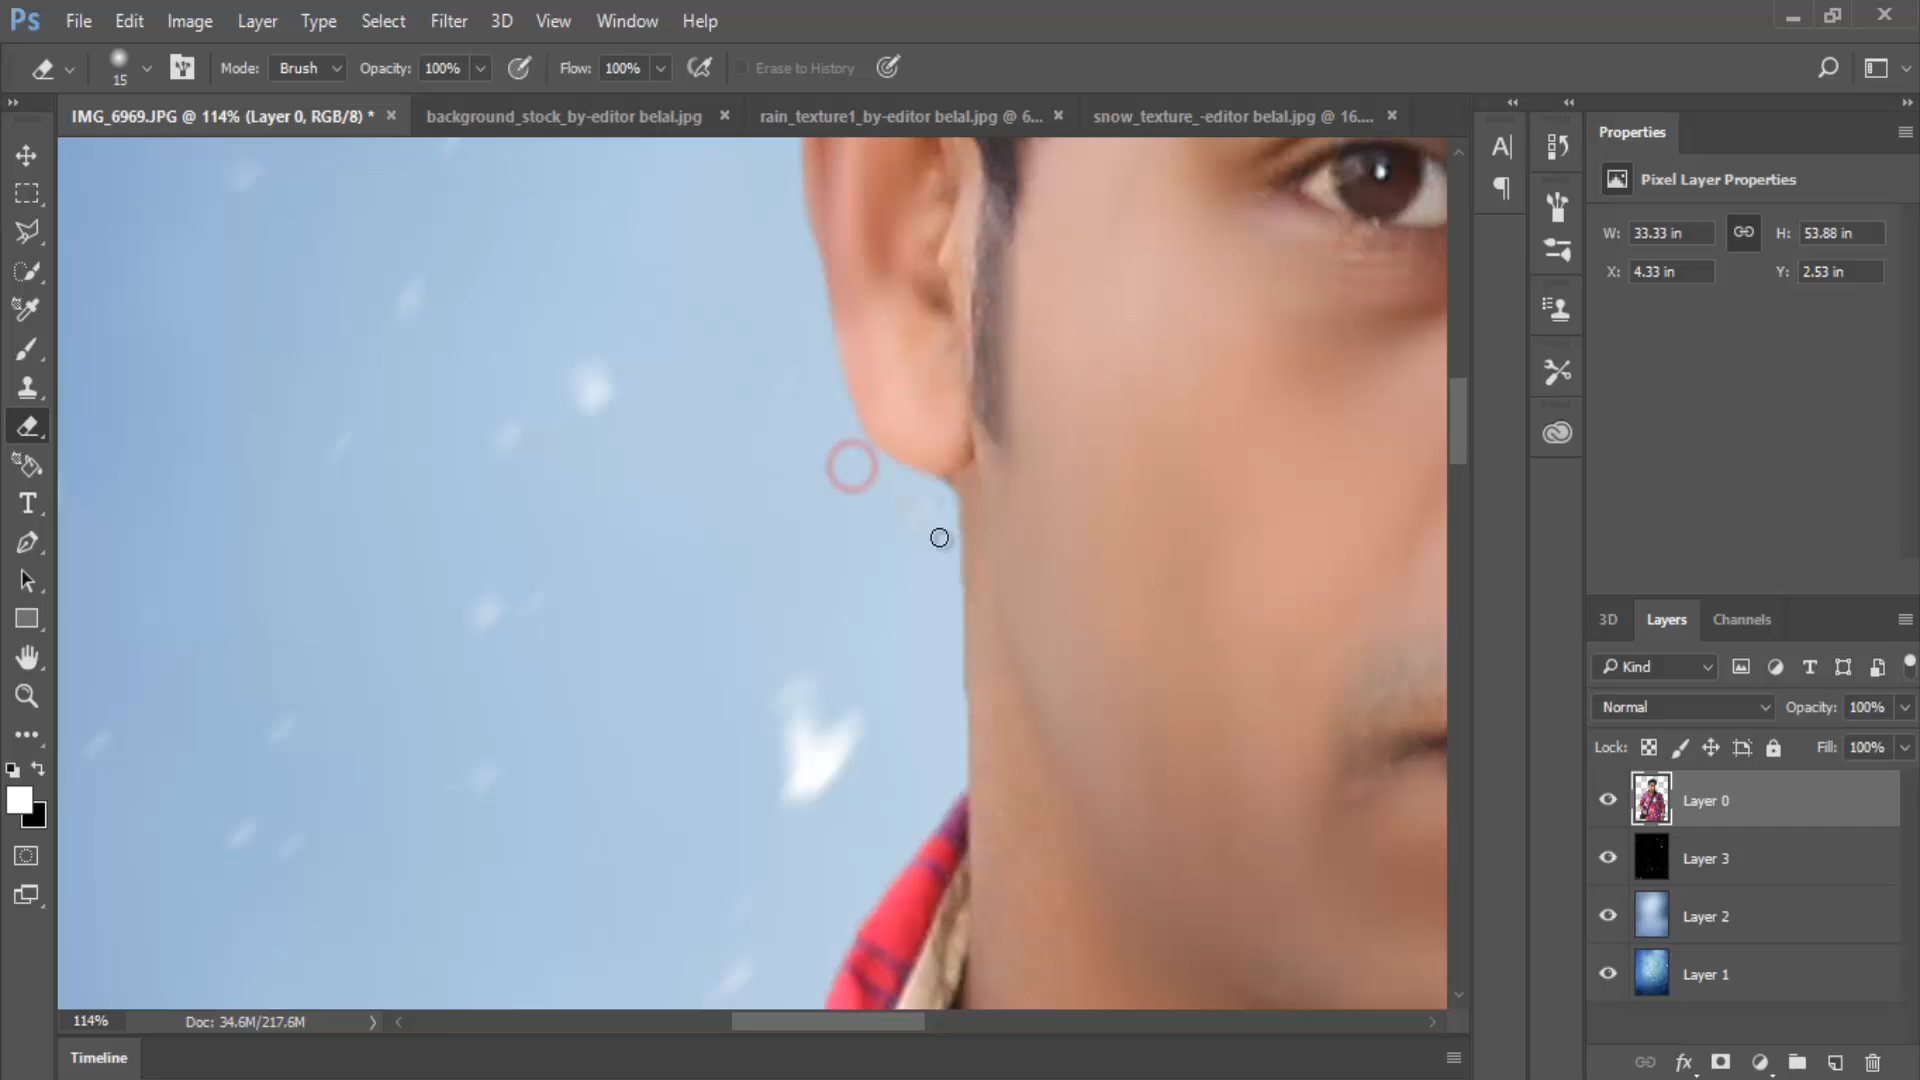 Ps File Edit Image Layer Type Select Filter 3D View Window Help
15 Mode: Brush Opacity: 100% Flow: 100% Erase to History
IMG_6969.JPG @ 114% (Layer 0, RGB/8) * × background_stock_by-editor belal.jpg × rain_texture1_by-editor belal.jpg @ 6... × snow_texture_-editor belal.jpg @ 16.... ×
Properties
Pixel Layer Properties
W: 33.33 in H: 53.88 in
X: 4.33 in Y: 2.53 in
3D Layers Channels
Kind
Normal Opacity: 100%
Lock: Fill: 100%
Layer 0
Layer 3
Layer 2
Layer 1
114% Doc: 34.6M/217.6M
Timeline